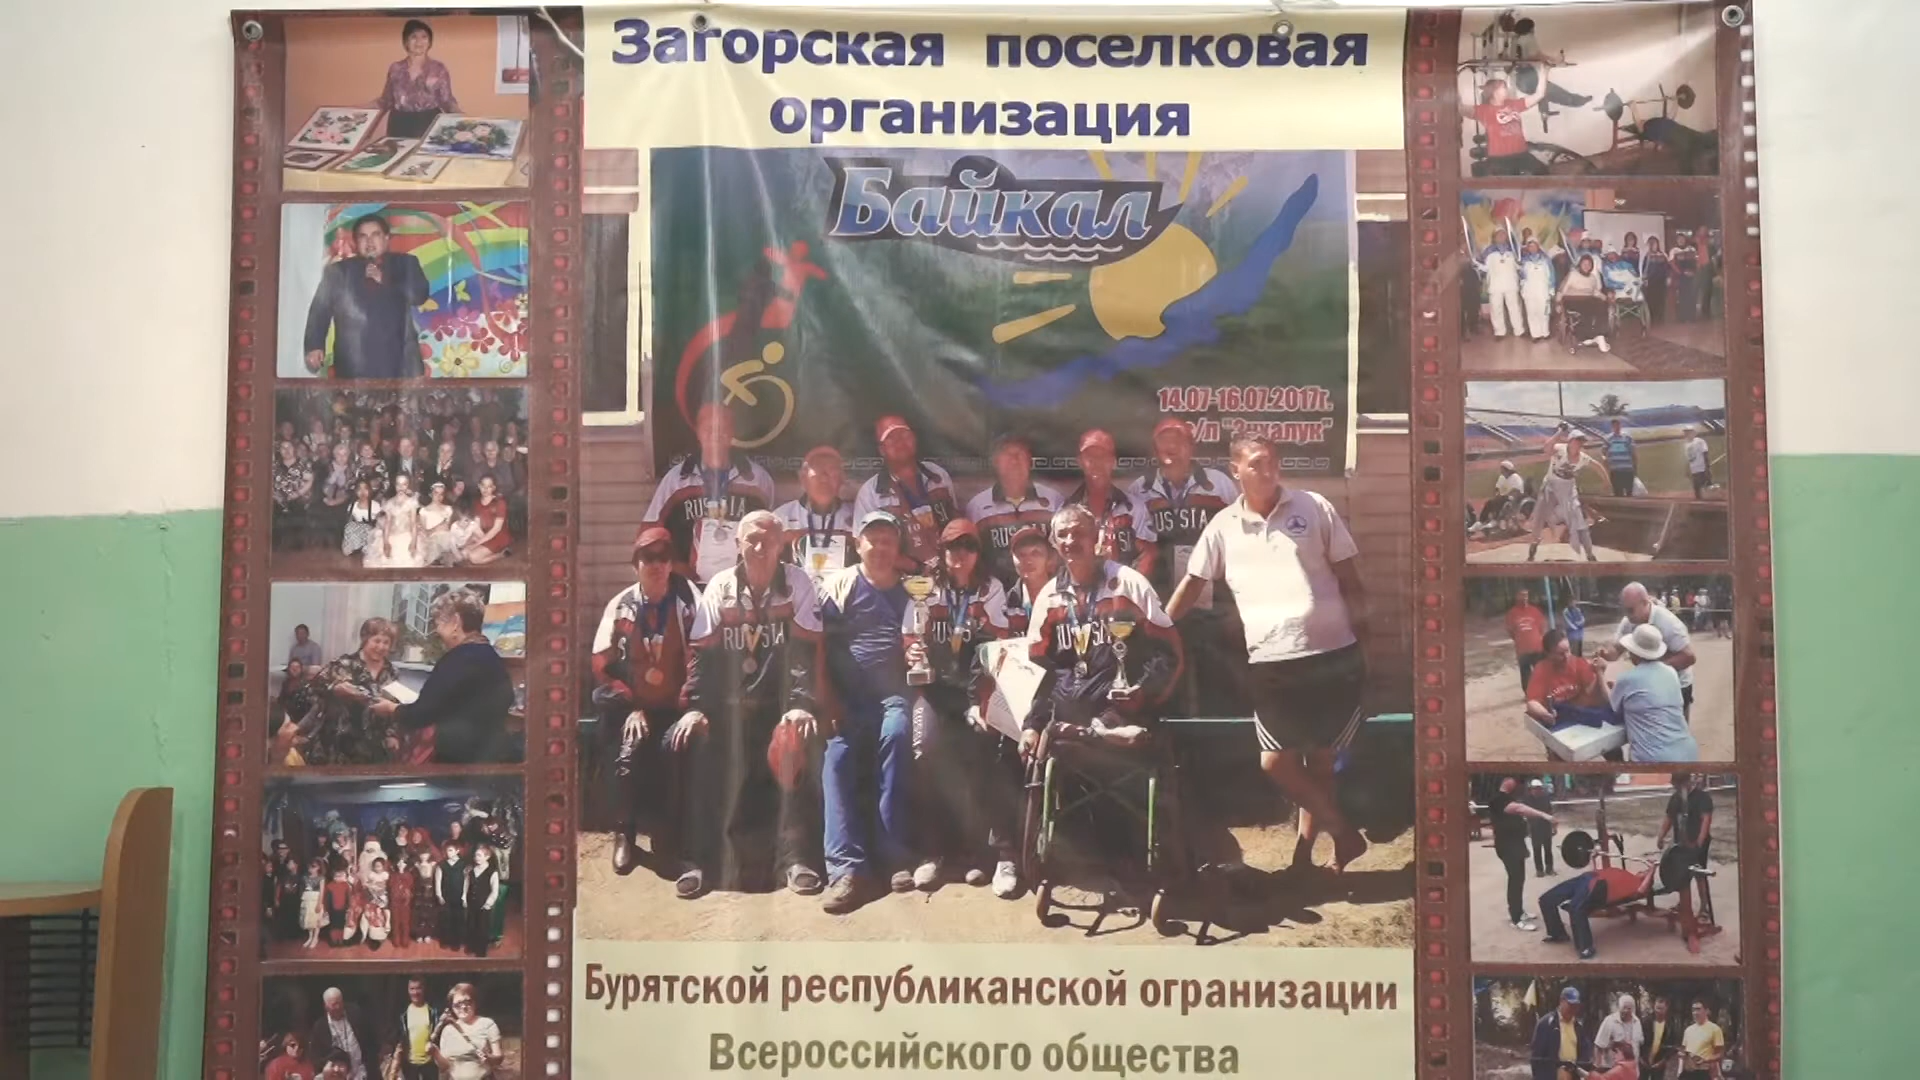 Загорская поселковая
организация
Байкал
14.07-16.07.2017г.
RUSSIA
RUSSIA
RUSSIA
RUSSIA
Бурятской республиканской огранизации
Всероссийского общества